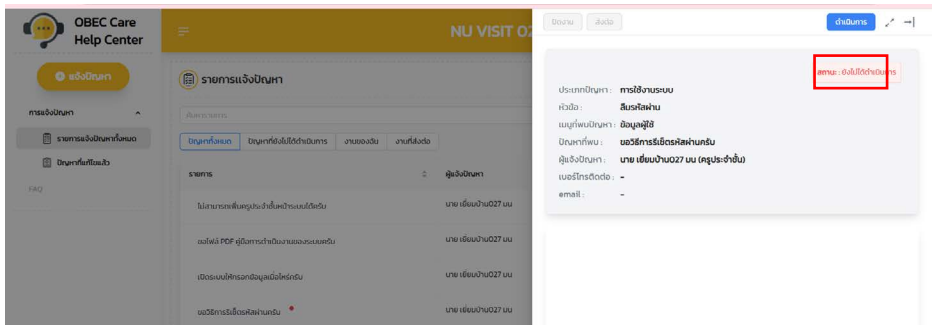 OBEC Care
Help Center
NU VISIT 02
ปิดงาน
ส่งต่อ
ดำเนินการ
แจ้งปัญหา
รายการแจ้งปัญหา
สถานะ : ยังไม่ได้ดำเนินการ
ประเภทปัญหา : การใช้งานระบบ
หัวข้อ : ลืมรหัสผ่าน
เมนูที่พบปัญหา : ข้อมูลผู้ใช้
ปัญหาที่พบ : ขอวิธีการรีเซ็ตรหัสผ่านครับ
ผู้แจ้งปัญหา : นาย เยี่ยมบ้าน027 มน (ครูประจำชั้น)
เบอร์โทรติดต่อ : -
email : -
การแจ้งปัญหา
รายการแจ้งปัญหาทั้งหมด
ปัญหาที่แก้ไขแล้ว
FAQ
ค้นหารายการ
ปัญหาทั้งหมด
ปัญหาที่ยังไม่ได้ดำเนินการ
งานของฉัน
งานที่ส่งต่อ
รายการ
ผู้แจ้งปัญหา
ไม่สามารถเพิ่มครูประจำชั้นหน้าระบบได้ครับ
นาย เยี่ยมบ้าน027 มน
ขอไฟล์ PDF คู่มือการดำเนินงานของระบบครับ
นาย เยี่ยมบ้าน027 มน
เปิดระบบให้กรอกข้อมูลเมื่อไหร่ครับ
นาย เยี่ยมบ้าน027 มน
ขอวิธีการรีเซ็ตรหัสผ่านครับ
นาย เยี่ยมบ้าน027 มน